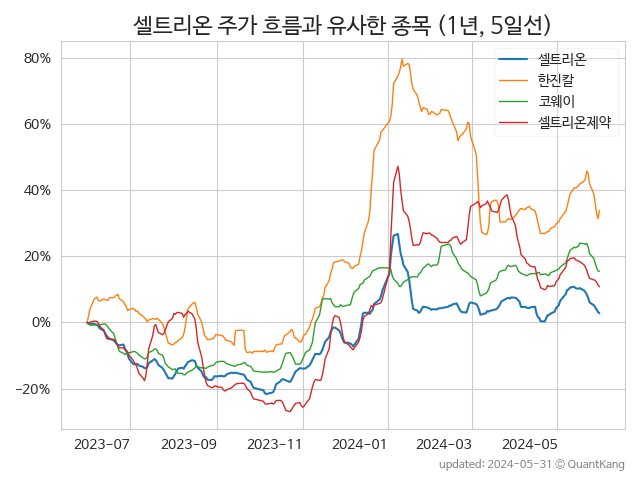 셀트리온 주가 흐름과 유사한 종목 (1년, 5일선)
셀트리온
한진칼
코웨이
셀트리온제약
80%
60%
40%
20%
0%
−20%
2023-07
2023-09
2023-11
2024-01
2024-03
2024-05
updated: 2024-05-31 © QuantKang